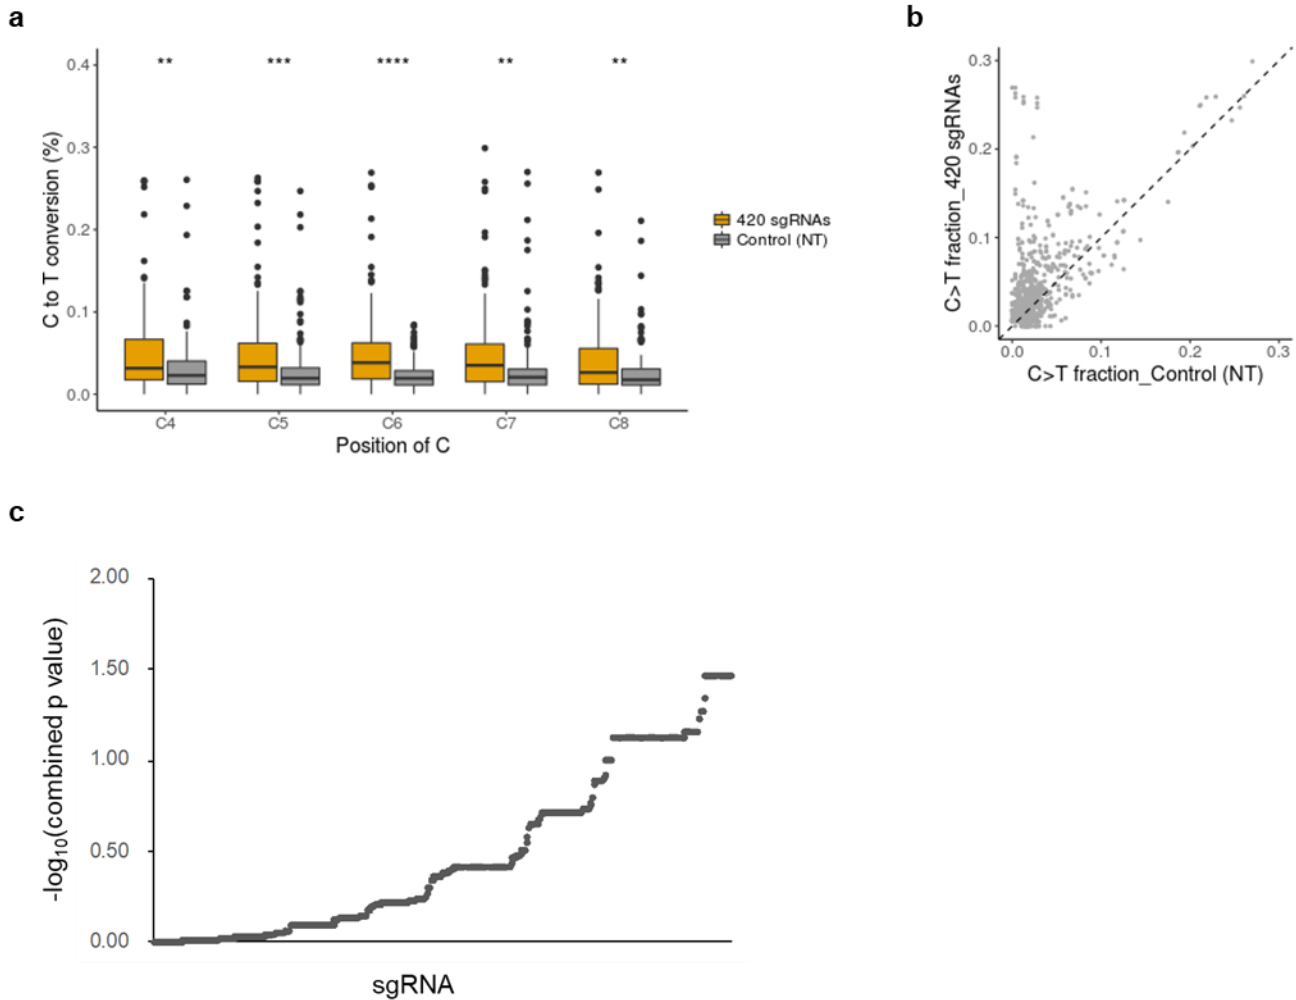 a
C to T conversion (%)
0.4
0.3
0.2
0.1
0.0
** *** **** ** **
C4 C5 C6 C7 C8
Position of C
420 sgRNAs
Control (NT)
b
C>T fraction_420 sgRNAs
0.3
0.2
0.1
0.0
0.0 0.1 0.2 0.3
C>T fraction_Control (NT)
c
-log₁₀(combined p value)
2.00
1.50
1.00
0.50
0.00
sgRNA